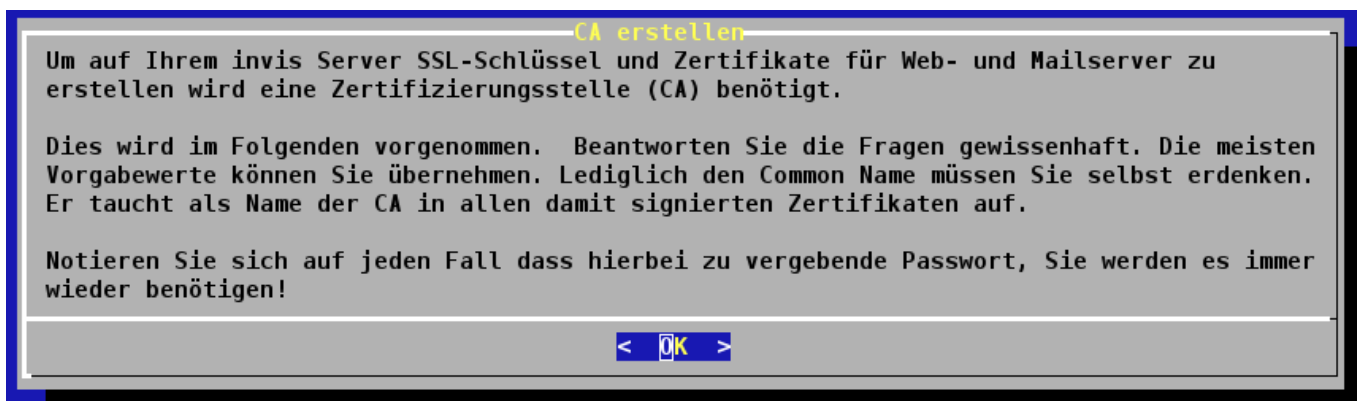 CA erstellen
Um auf Ihrem invis Server SSL-Schlüssel und Zertifikate für Web- und Mailserver zu
erstellen wird eine Zertifizierungsstelle (CA) benötigt.
Dies wird im Folgenden vorgenommen.  Beantworten Sie die Fragen gewissenhaft. Die meisten
Vorgabewerte können Sie übernehmen. Lediglich den Common Name müssen Sie selbst erdenken.
Er taucht als Name der CA in allen damit signierten Zertifikaten auf.
Notieren Sie sich auf jeden Fall dass hierbei zu vergebende Passwort, Sie werden es immer
wieder benötigen!
<  OK  >